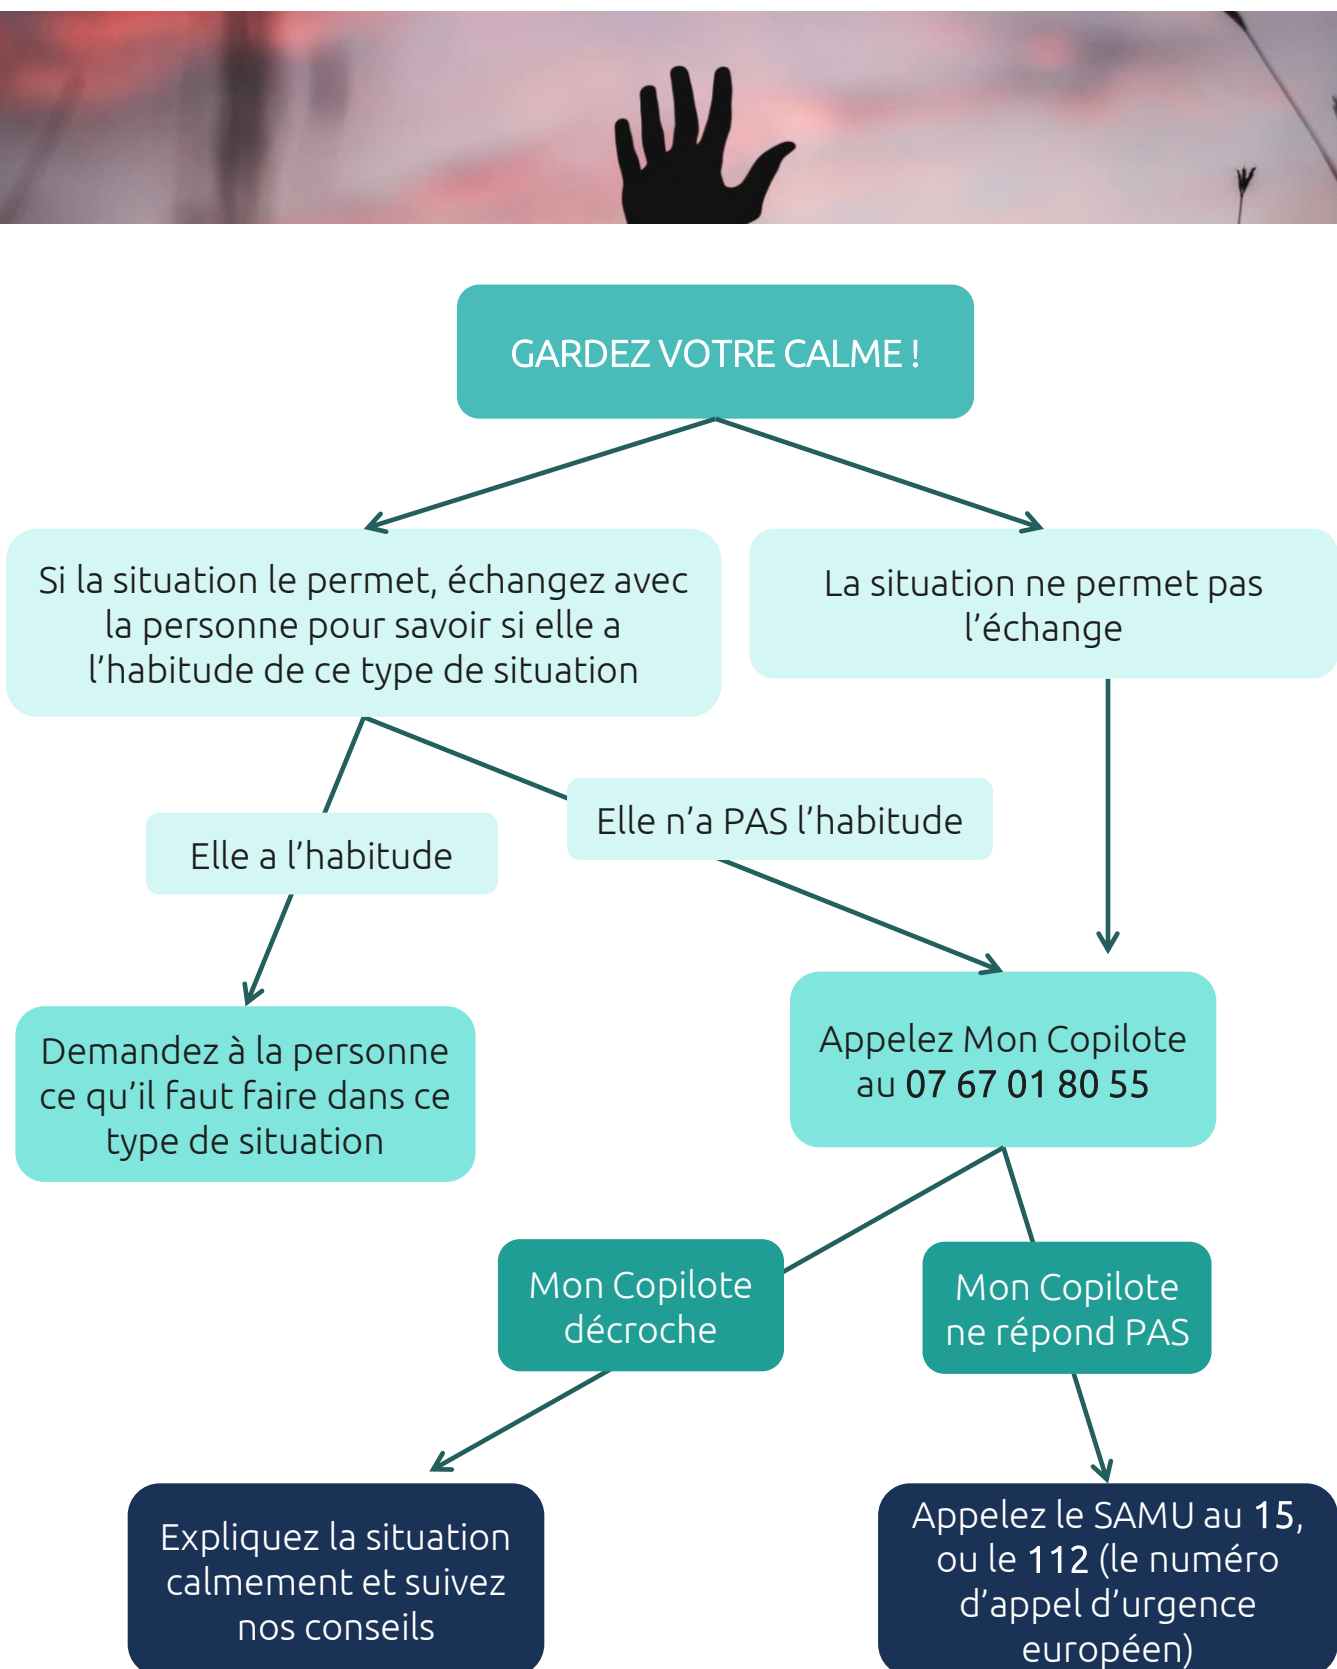 GARDEZ VOTRE CALME !
Si la situation le permet, échangez avec
la personne pour savoir si elle a
l’habitude de ce type de situation
La situation ne permet pas
l’échange
Elle a l’habitude
Elle n’a PAS l’habitude
Demandez à la personne
ce qu’il faut faire dans ce
type de situation
Appelez Mon Copilote
au 07 67 01 80 55
Mon Copilote
décroche
Mon Copilote
ne répond PAS
Expliquez la situation
calmement et suivez
nos conseils
Appelez le SAMU au 15,
ou le 112 (le numéro
d’appel d’urgence
européen)